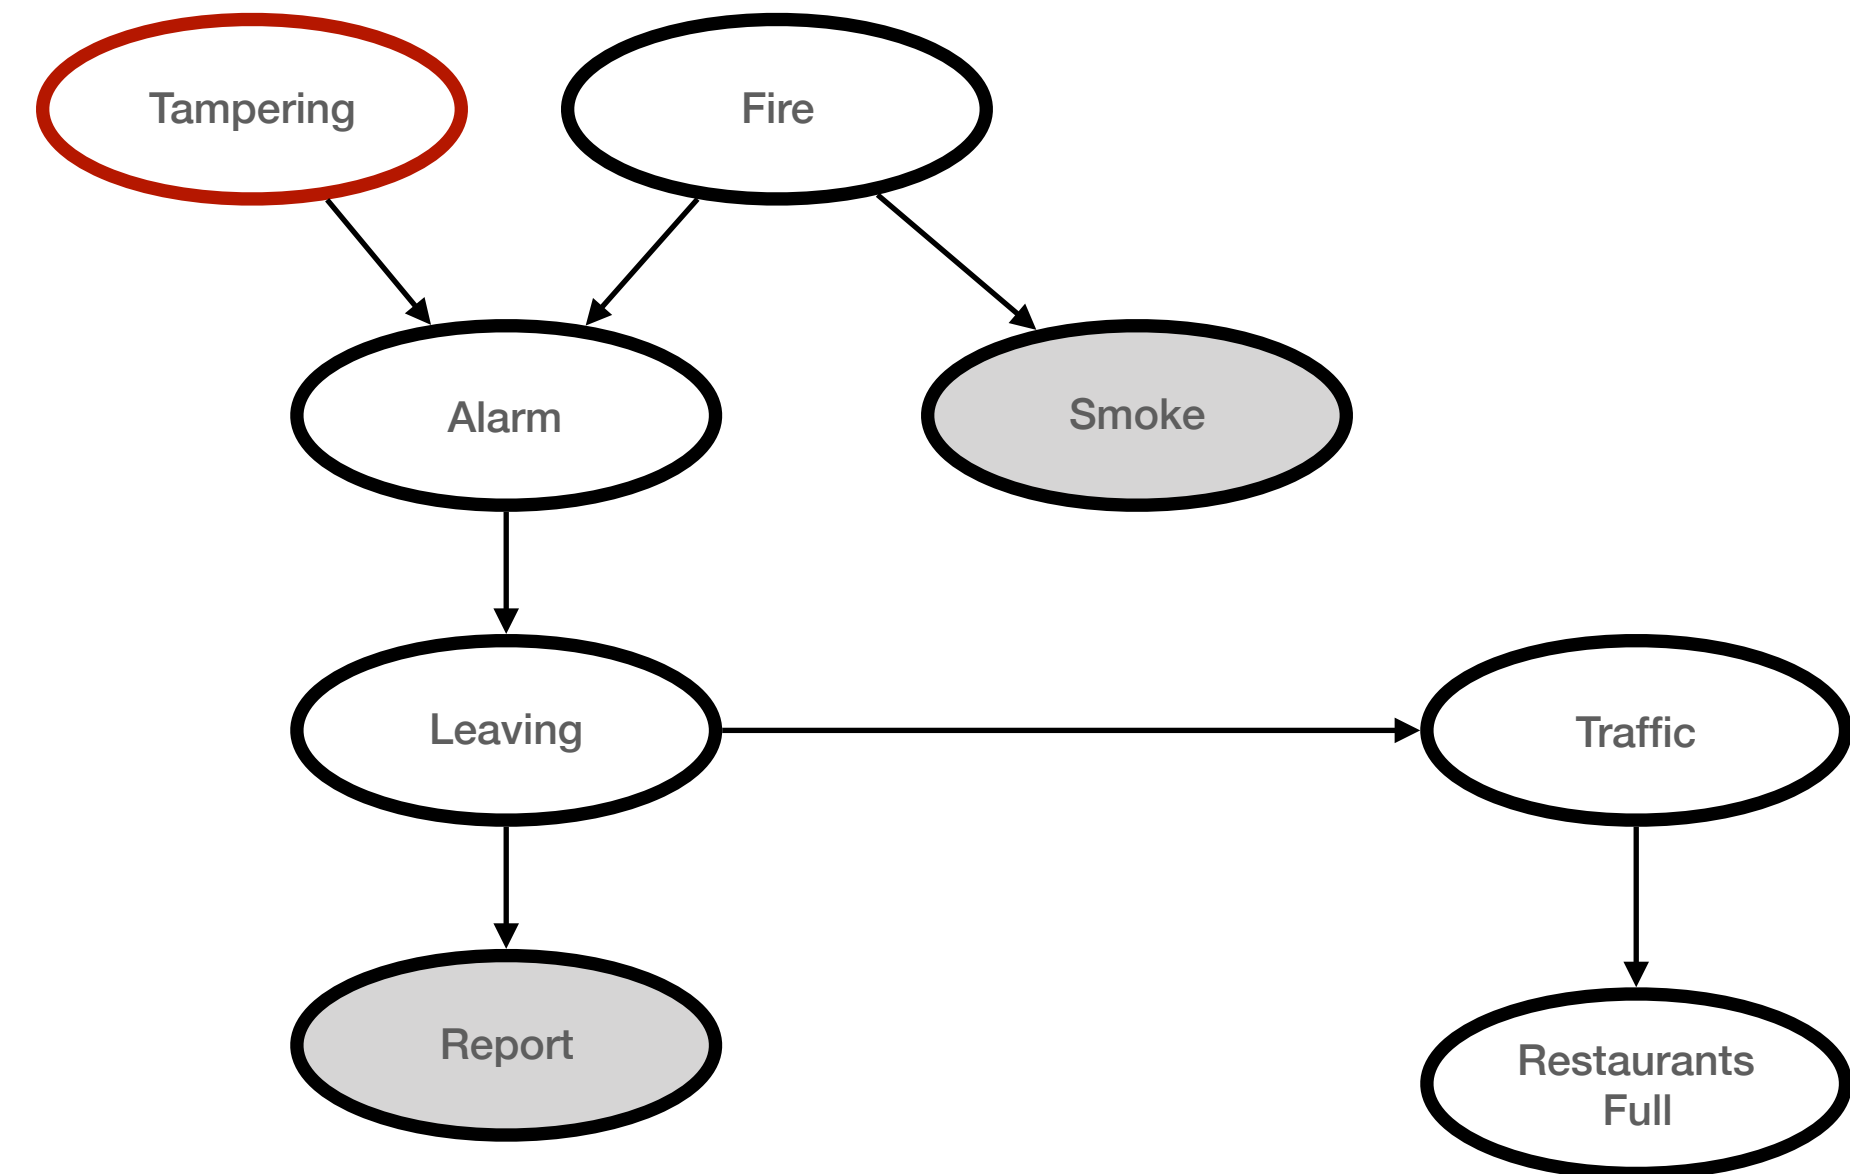 Tampering
Fire
Alarm
Smoke
Leaving
Traffic
Report
Restaurants
Full